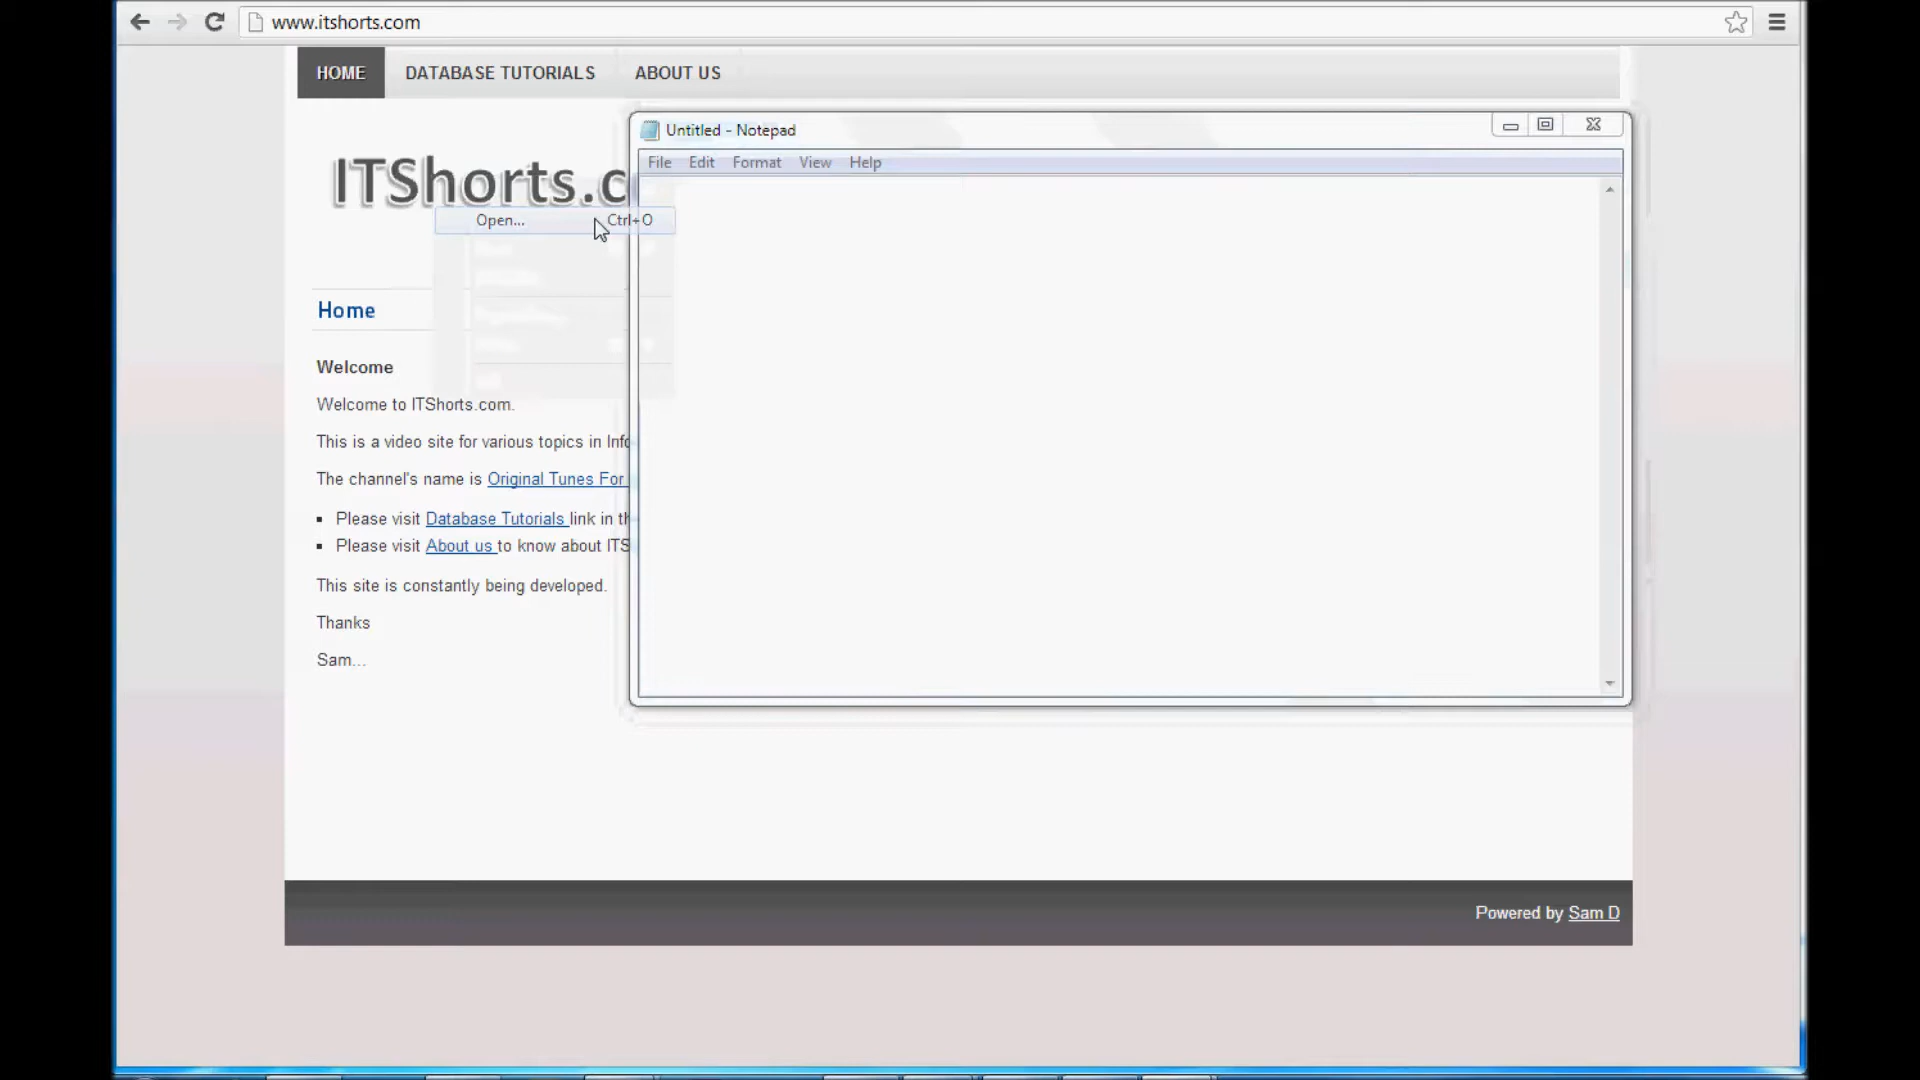 www.itshorts.com
HOME DATABASE TUTORIALS ABOUT US
Untitled - Notepad
File Edit Format View Help
ITShorts.c
Open... Ctrl+O
Home
Welcome
Welcome to ITShorts.com.
This is a video site for various topics in Info
The channel's name is Original Tunes For
Please visit Database Tutorials link in th
Please visit About us to know about ITS
This site is constantly being developed.
Thanks
Sam...
Powered by Sam D